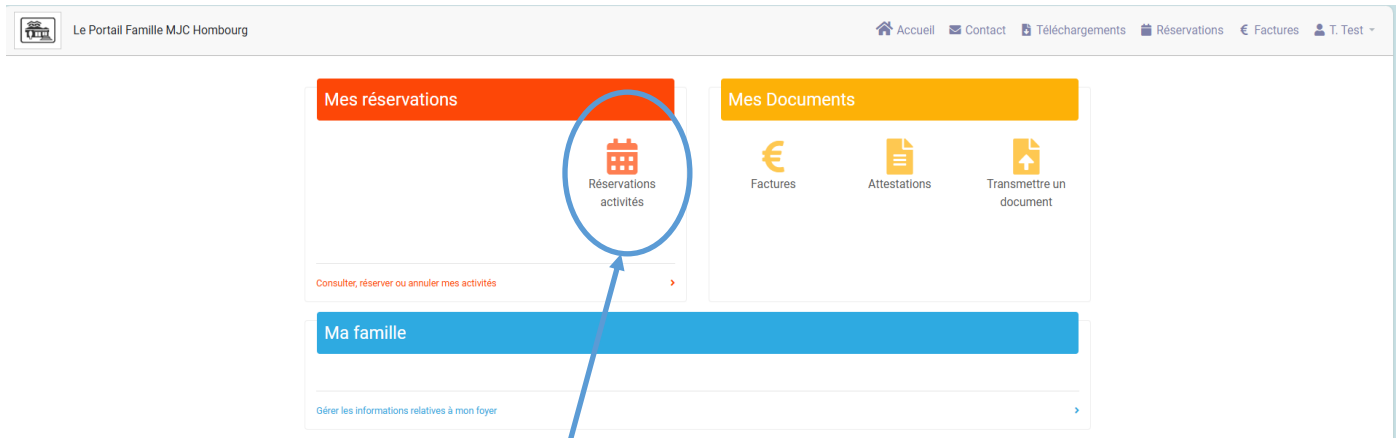 Le Portail Famille MJC Hombourg
Accueil Contact Téléchargements Réservations € Factures T. Test
Mes réservations
Réservations
activités
Consulter, réserver ou annuler mes activités
Mes Documents
€
Factures
Attestations
Transmettre un
document
Ma famille
Gérer les informations relatives à mon foyer